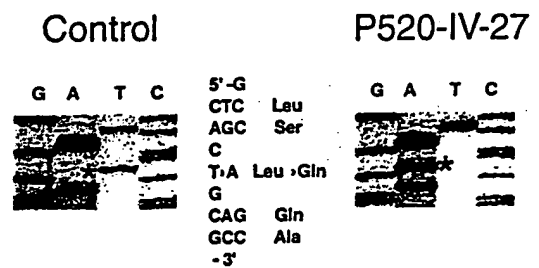 Control
P520-IV-27
G A T C
G A T C
5'-G
CTC Leu
AGC Ser
C
T›A Leu ›Gln
G
CAG Gln
GCC Ala
-3'
*
*